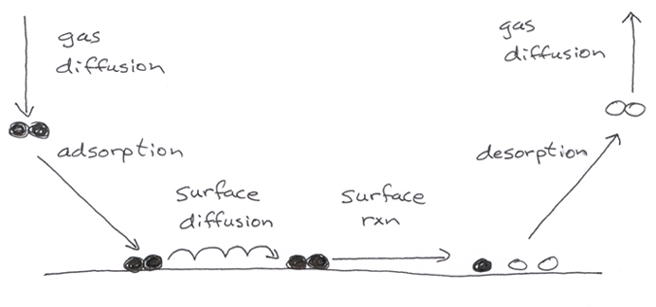 gas
diffusion
adsorption
surface
diffusion
surface
rxn
desorption
gas
diffusion